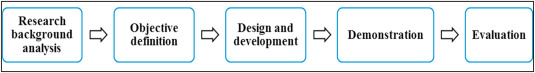 Research
background
analysis
Objective
definition
Design and
development
Demonstration
Evaluation